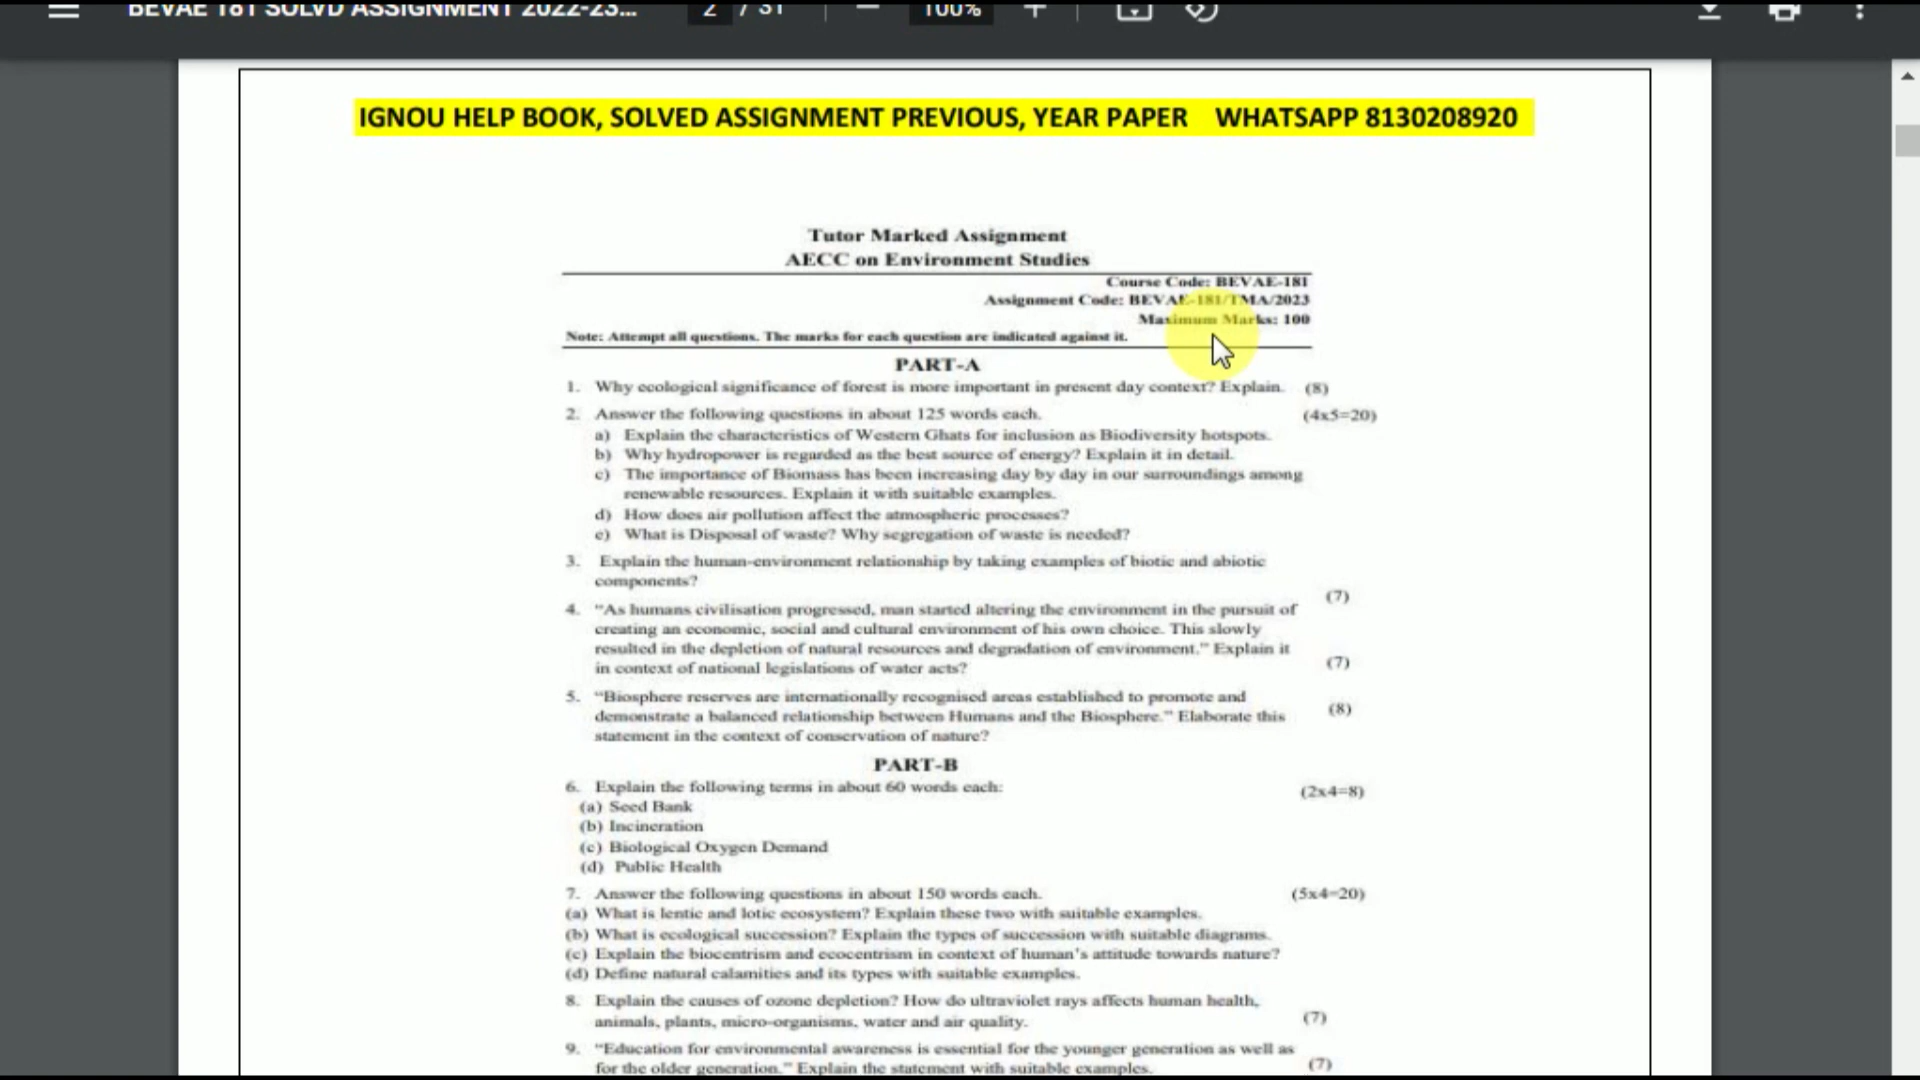 BEVAE 181 SOLVD ASSIGNMENT 2022-23... 2 / 31 100%
IGNOU HELP BOOK, SOLVED ASSIGNMENT PREVIOUS, YEAR PAPER WHATSAPP 8130208920
Tutor Marked Assignment
AECC on Environment Studies
Course Code: BEVAE-181
Assignment Code: BEVAE-181/TMA/2023
Maximum Marks: 100
Note: Attempt all questions. The marks for each question are indicated against it.
PART-A
1. Why ecological significance of forest is more important in present day context? Explain. (8)
2. Answer the following questions in about 125 words each. (4x5=20)
a) Explain the characteristics of Western Ghats for inclusion as Biodiversity hotspots.
b) Why hydropower is regarded as the best source of energy? Explain it in detail.
c) The importance of Biomass has been increasing day by day in our surroundings among
renewable resources. Explain it with suitable examples.
d) How does air pollution affect the atmospheric processes?
e) What is Disposal of waste? Why segregation of waste is needed?
3. Explain the human-environment relationship by taking examples of biotic and abiotic
components?
(7)
4. "As humans civilisation progressed, man started altering the environment in the pursuit of
creating an economic, social and cultural environment of his own choice. This slowly
resulted in the depletion of natural resources and degradation of environment." Explain it
in context of national legislations of water acts? (7)
5. "Biosphere reserves are internationally recognised areas established to promote and
demonstrate a balanced relationship between Humans and the Biosphere." Elaborate this (8)
statement in the context of conservation of nature?
PART-B
6. Explain the following terms in about 60 words each: (2x4=8)
(a) Seed Bank
(b) Incineration
(c) Biological Oxygen Demand
(d) Public Health
7. Answer the following questions in about 150 words each. (5x4=20)
(a) What is lentic and lotic ecosystem? Explain these two with suitable examples.
(b) What is ecological succession? Explain the types of succession with suitable diagrams.
(c) Explain the biocentrism and ecocentrism in context of human's attitude towards nature?
(d) Define natural calamities and its types with suitable examples.
8. Explain the causes of ozone depletion? How do ultraviolet rays affects human health,
animals, plants, micro-organisms, water and air quality. (7)
9. "Education for environmental awareness is essential for the younger generation as well as
for the older generation." Explain the statement with suitable examples. (7)